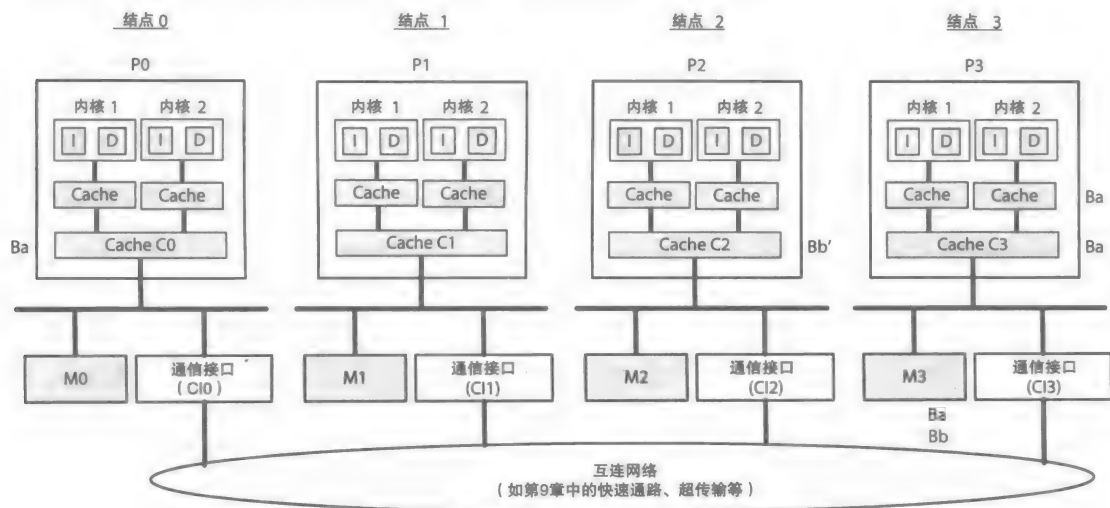 结点 0 结点 1 结点 2 结点 3
P0 P1 P2 P3
内核 1 内核 2 内核 1 内核 2 内核 1 内核 2 内核 1 内核 2
I D I D I D I D I D I D I D I D
Cache Cache Cache Cache Cache Cache Cache Cache Ba
Ba Cache C0 Cache C1 Cache C2 Bb' Cache C3 Ba
M0 通信接口 M1 通信接口 M2 通信接口 M3 通信接口
(CI0) (CI1) (CI2) (CI3)
Ba
Bb
互连网络
(如第9章中的快速通路、超传输等)